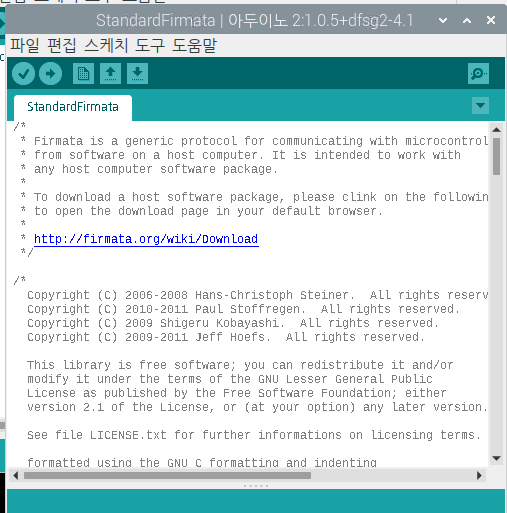 StandardFirmata | 아두이노 2:1.0.5+dfsg2-4.1
파일 편집 스케치 도구 도움말
StandardFirmata
/*
* Firmata is a generic protocol for communicating with microcontrol
* from software on a host computer. It is intended to work with
* any host computer software package.
*
* To download a host software package, please clink on the followin
* to open the download page in your default browser.
*
* http://firmata.org/wiki/Download
*/
/*
Copyright (C) 2006-2008 Hans-Christoph Steiner.  All rights reserv
Copyright (C) 2010-2011 Paul Stoffregen.  All rights reserved.
Copyright (C) 2009 Shigeru Kobayashi.  All rights reserved.
Copyright (C) 2009-2011 Jeff Hoefs.  All rights reserved.
This library is free software; you can redistribute it and/or
modify it under the terms of the GNU Lesser General Public
License as published by the Free Software Foundation; either
version 2.1 of the License, or (at your option) any later version.
See file LICENSE.txt for further informations on licensing terms.
formatted using the GNU C formatting and indenting